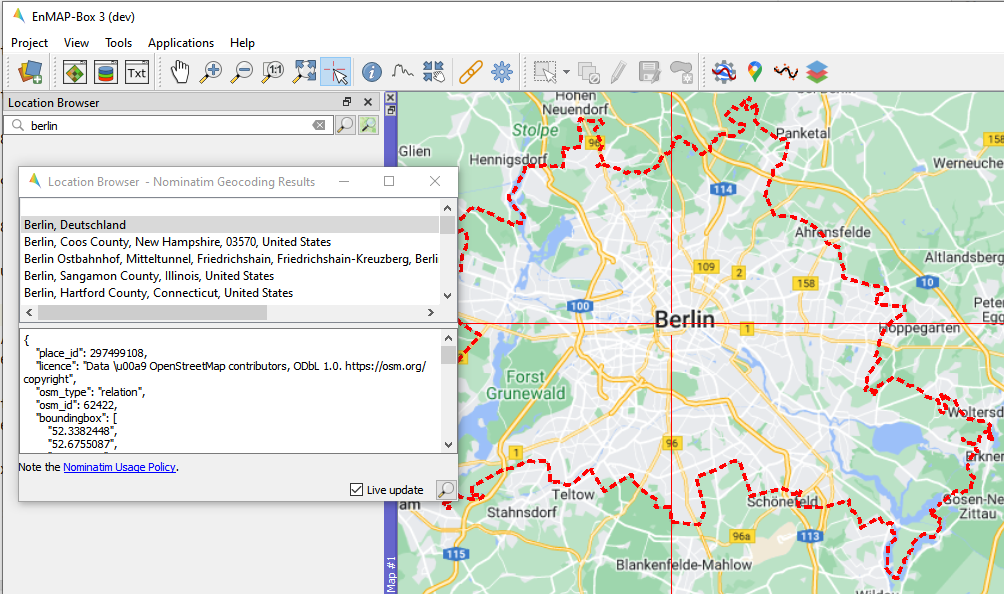 EnMAP-Box 3 (dev)
Project View Tools Applications Help
Txt
1:1
Location Browser
berlin
Location Browser - Nominatim Geocoding Results
Berlin, Deutschland
Berlin, Coos County, New Hampshire, 03570, United States
Berlin Ostbahnhof, Mitteltunnel, Friedrichshain, Friedrichshain-Kreuzberg, Berli
Berlin, Sangamon County, Illinois, United States
Berlin, Hartford County, Connecticut, United States
{
"place_id": 297499108,
"licence": "Data \u00a9 OpenStreetMap contributors, ODbL 1.0. https://osm.org/
copyright",
"osm_type": "relation",
"osm_id": 62422,
"boundingbox": [
"52.3382448",
"52.6755087",
Note the Nominatim Usage Policy.
Live update
Map #1
Hohen
Neuendorf
Stolpe
96
Glien
Hennigsdorf
Panketal
158
Werneuche
114
Ahrensfelde
Altlandsberg
109
2
158
10
100
Peter
Egg
Berlin
1
Hoppegarten
Forst
Grunewald
Woltersd
96
1
Erkner
Teltow
Stahnsdorf
am
Schönefeld
Gosen-Ne
Zittau
96a
113
115
Blankenfelde-Mahlow